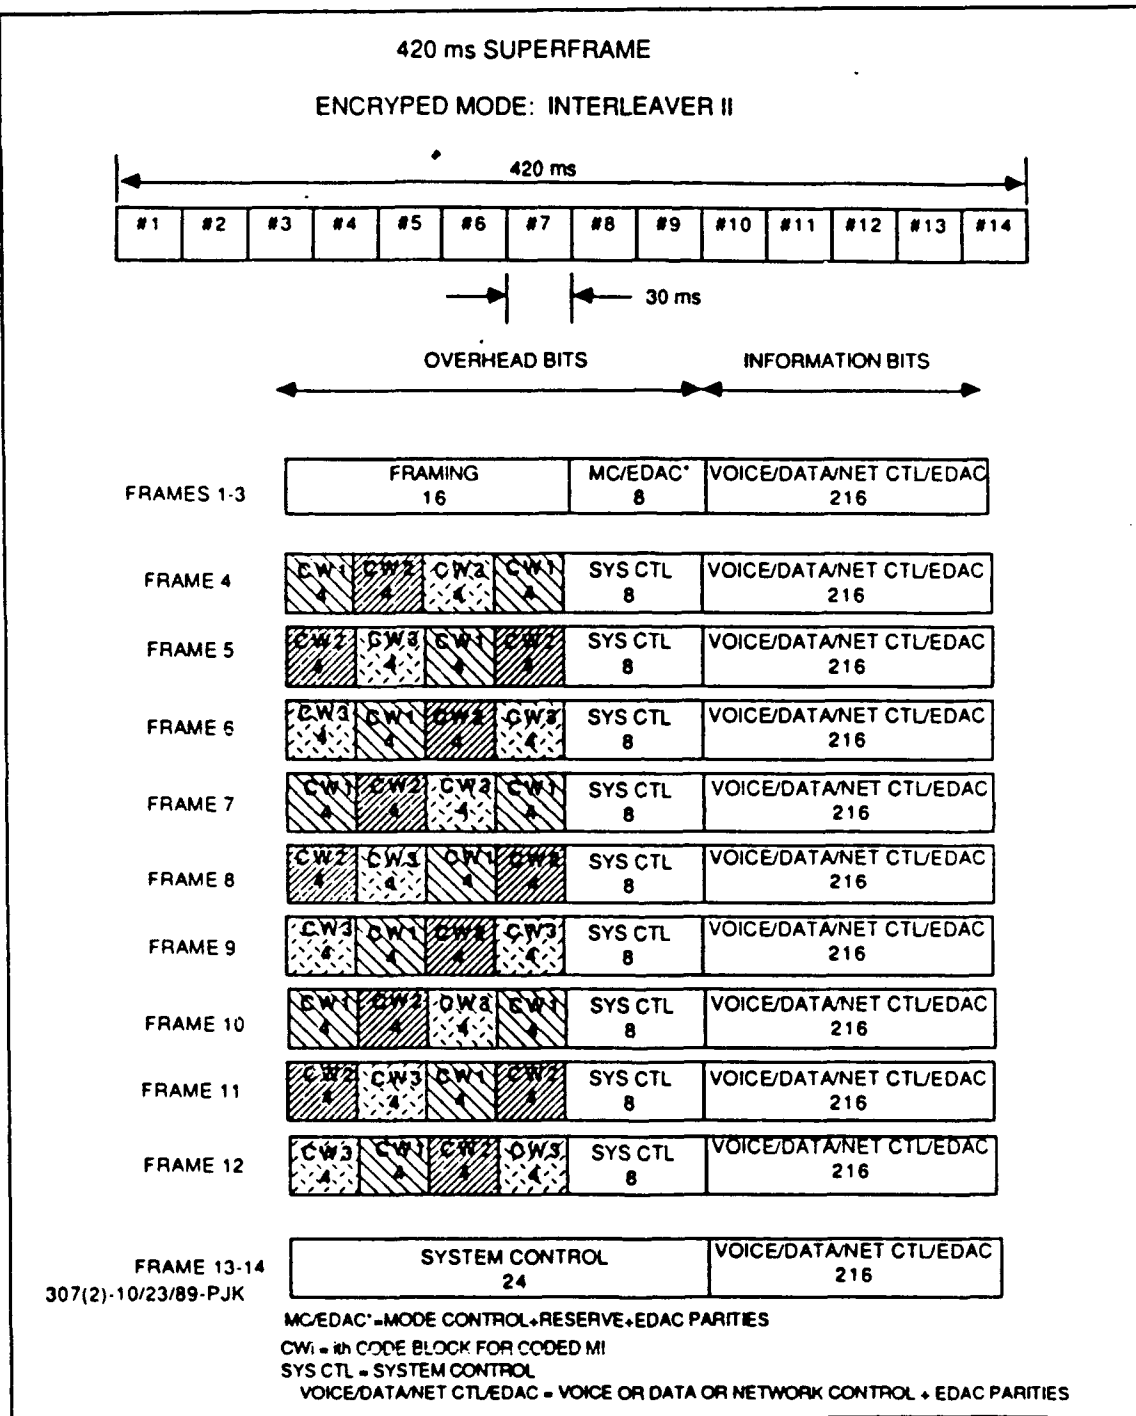 420 ms SUPERFRAME
ENCRYPED MODE: INTERLEAVER II
420 ms
#1 #2 #3 #4 #5 #6 #7 #8 #9 #10 #11 #12 #13 #14
30 ms
OVERHEAD BITS INFORMATION BITS
FRAMES 1-3 FRAMING 16 MC/EDAC* 8 VOICE/DATA/NET CTL/EDAC 216
FRAME 4 CW1 4 CW2 4 CW3 4 CW1 4 SYS CTL 8 VOICE/DATA/NET CTL/EDAC 216
FRAME 5 CW2 4 CW3 4 CW1 4 CW2 4 SYS CTL 8 VOICE/DATA/NET CTL/EDAC 216
FRAME 6 CW3 4 CW1 4 CW2 4 CW3 4 SYS CTL 8 VOICE/DATA/NET CTL/EDAC 216
FRAME 7 CW1 4 CW2 4 CW3 4 CW1 4 SYS CTL 8 VOICE/DATA/NET CTL/EDAC 216
FRAME 8 CW2 4 CW3 4 CW1 4 CW2 4 SYS CTL 8 VOICE/DATA/NET CTL/EDAC 216
FRAME 9 CW3 4 CW1 4 CW2 4 CW3 4 SYS CTL 8 VOICE/DATA/NET CTL/EDAC 216
FRAME 10 CW1 4 CW2 4 CW3 4 CW1 4 SYS CTL 8 VOICE/DATA/NET CTL/EDAC 216
FRAME 11 CW2 4 CW3 4 CW1 4 CW2 4 SYS CTL 8 VOICE/DATA/NET CTL/EDAC 216
FRAME 12 CW3 4 CW1 4 CW2 4 CW3 4 SYS CTL 8 VOICE/DATA/NET CTL/EDAC 216
FRAME 13-14 SYSTEM CONTROL 24 VOICE/DATA/NET CTL/EDAC 216
307(2)-10/23/89-PJK
MC/EDAC*=MODE CONTROL+RESERVE+EDAC PARITIES
CWi = ith CODE BLOCK FOR CODED MI
SYS CTL = SYSTEM CONTROL
VOICE/DATA/NET CTL/EDAC = VOICE OR DATA OR NETWORK CONTROL + EDAC PARITIES